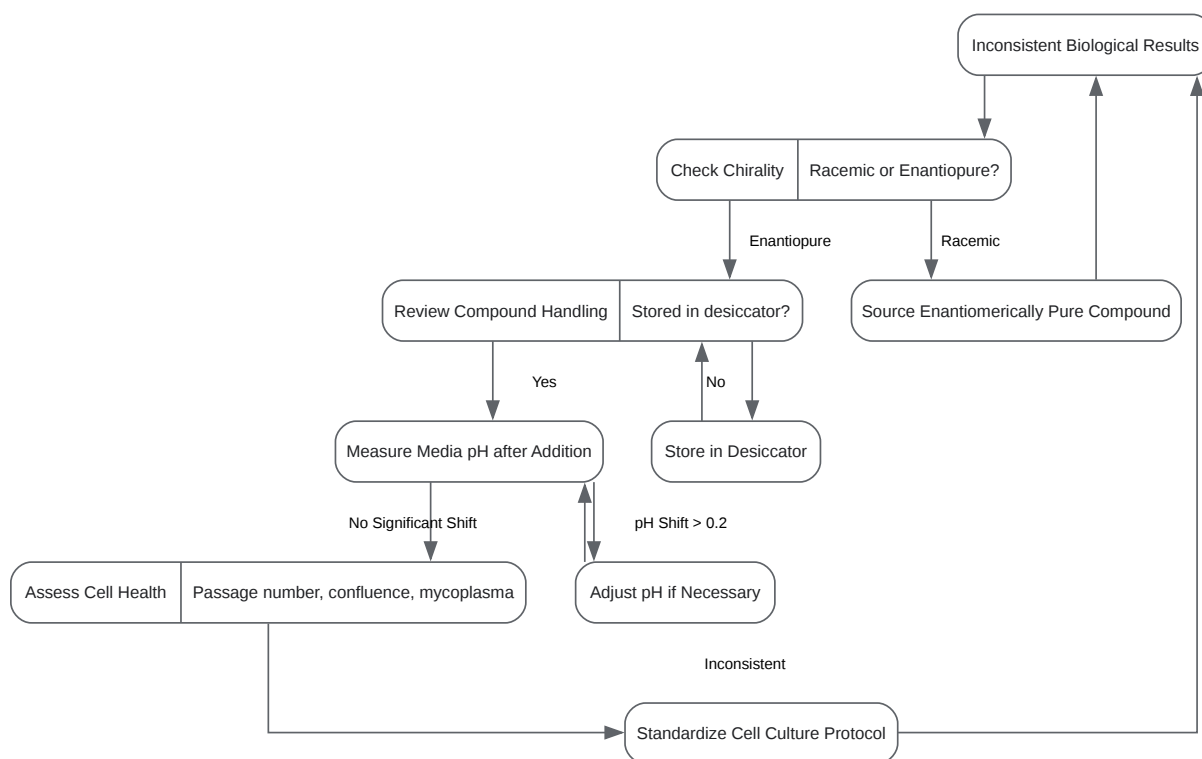 Inconsistent Biological Results
Check Chirality
Racemic or Enantiopure?
Enantiopure
Racemic
Review Compound Handling
Stored in desiccator?
Source Enantiomerically Pure Compound
Yes
No
Measure Media pH after Addition
Store in Desiccator
No Significant Shift
pH Shift > 0.2
Assess Cell Health
Passage number, confluence, mycoplasma
Adjust pH if Necessary
Inconsistent
Standardize Cell Culture Protocol